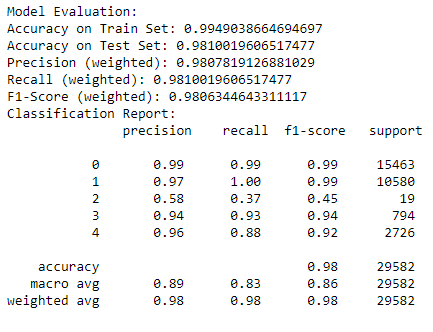 Model Evaluation:
Accuracy on Train Set: 0.9949038664694697
Accuracy on Test Set: 0.9810019606517477
Precision (weighted): 0.9807819126881029
Recall (weighted): 0.9810019606517477
F1-Score (weighted): 0.9806344643311117
Classification Report:
precision recall f1-score support
0 0.99 0.99 0.99 15463
1 0.97 1.00 0.99 10580
2 0.58 0.37 0.45 19
3 0.94 0.93 0.94 794
4 0.96 0.88 0.92 2726
accuracy 0.98 29582
macro avg 0.89 0.83 0.86 29582
weighted avg 0.98 0.98 0.98 29582